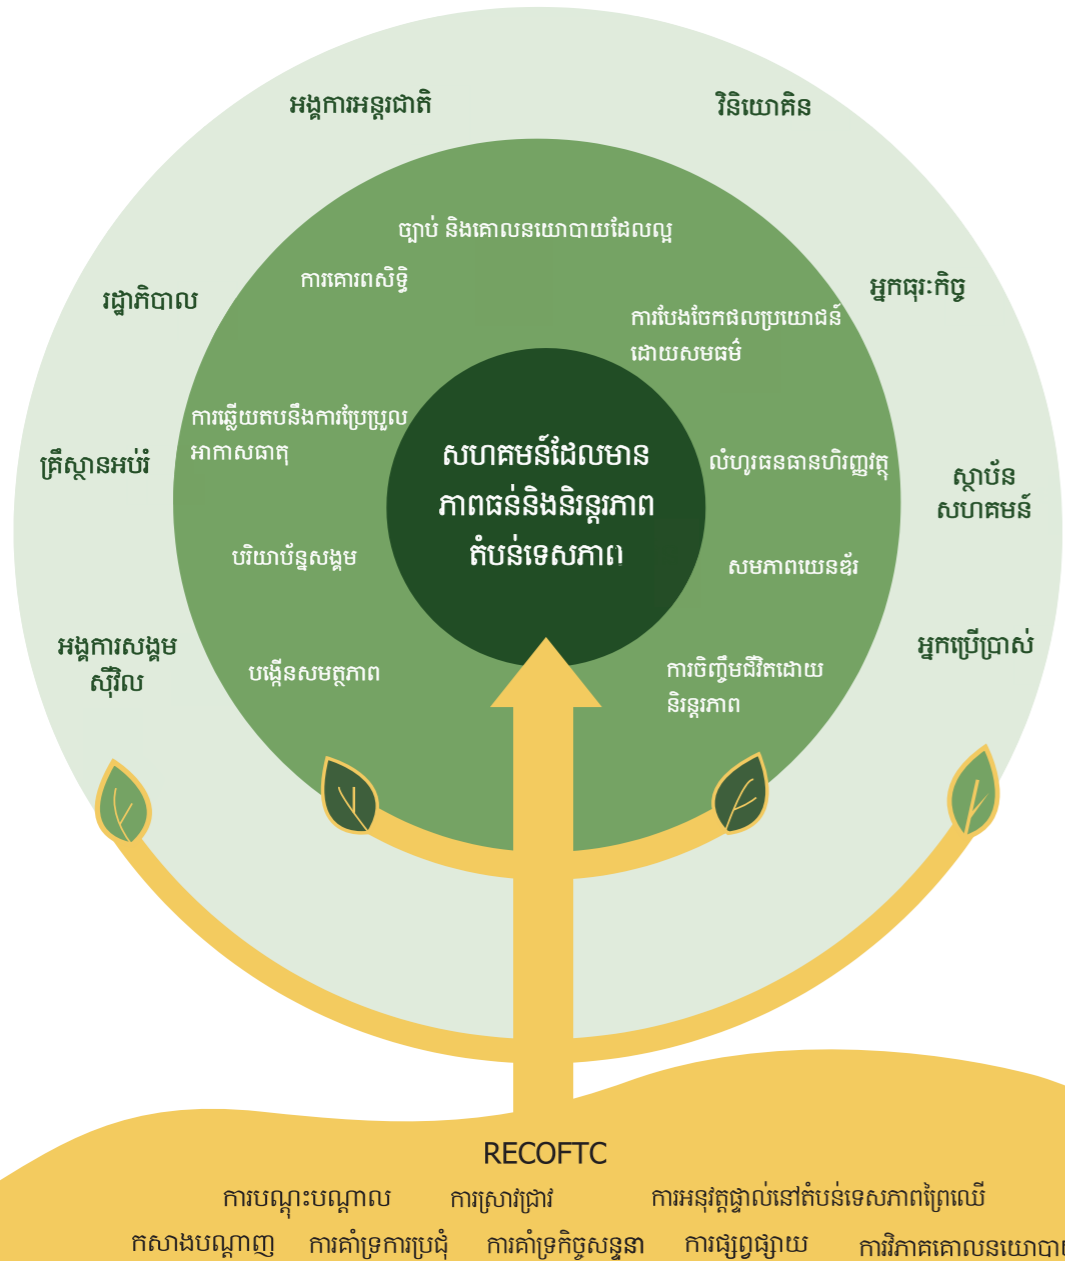 អង្គការអន្តរជាតិ
វិនិយោគិន
ច្បាប់ និងគោលនយោបាយដែលល្អ
ការគោរពសិទ្ធិ
រដ្ឋាភិបាល
អ្នកធុរៈកិច្ច
ការបែងចែកផលប្រយោជន៍
ដោយសមធម៌
ការឆ្លើយតបនឹងការប្រែប្រួល
អាកាសធាតុ
គ្រឹស្ថានអប់រំ
សហគមន៍ដែលមាន
ភាពធន់និងនិរន្តរភាព
តំបន់ទេសភាព
លំហូរធនធានហិរញ្ញវត្ថុ
ស្ថាប័ន
សហគមន៍
បរិយាប័ន្នសង្គម
សមភាពយេនឌ័រ
អង្គការសង្គម
ស៊ីវិល
អ្នកប្រើប្រាស់
បង្កើនសមត្ថភាព
ការចិញ្ចឹមជីវិតដោយ
និរន្តរភាព
RECOFTC
ការបណ្តុះបណ្តាល ការស្រាវជ្រាវ ការអនុវត្តផ្ទាល់នៅតំបន់ទេសភាពព្រៃឈើ
កសាងបណ្តាញ ការគាំទ្រការប្រជុំ ការគាំទ្រកិច្ចសន្ទនា ការផ្សព្វផ្សាយ ការវិភាគគោលនយោបាយ